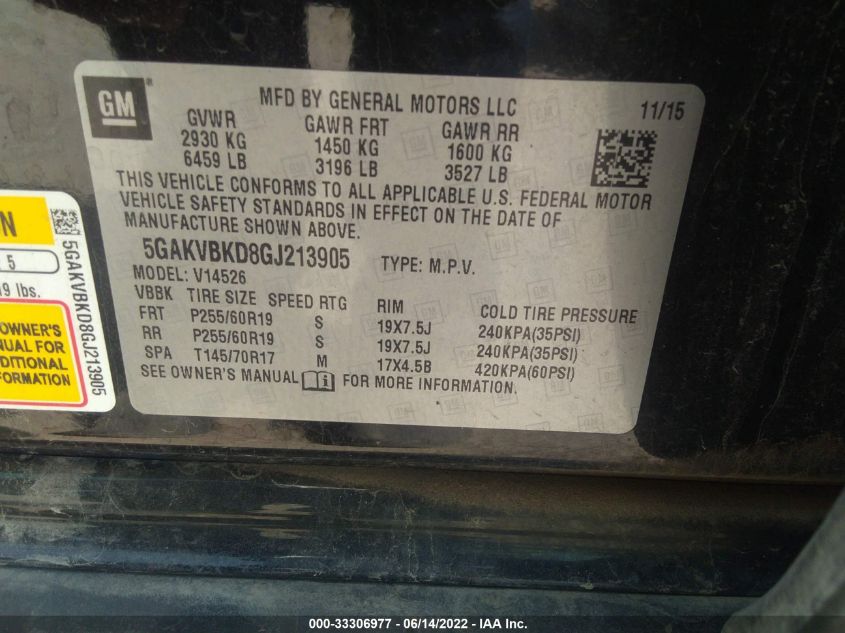 GM
MFD BY GENERAL MOTORS LLC
11/15
GVWR GAWR FRT GAWR RR
2930 KG 1450 KG 1600 KG
6459 LB 3196 LB 3527 LB
THIS VEHICLE CONFORMS TO ALL APPLICABLE U.S. FEDERAL MOTOR
VEHICLE SAFETY STANDARDS IN EFFECT ON THE DATE OF
MANUFACTURE SHOWN ABOVE.
5GAKVBKD8GJ213905 TYPE: M.P.V.
MODEL: V14526
VBBK TIRE SIZE SPEED RTG RIM COLD TIRE PRESSURE
FRT P255/60R19 S 19X7.5J 240KPA(35PSI)
RR P255/60R19 S 19X7.5J 240KPA(35PSI)
SPA T145/70R17 M 17X4.5B 420KPA(60PSI)
SEE OWNER'S MANUAL FOR MORE INFORMATION.
N
5
9 lbs.
OWNER'S
UAL FOR
DITIONAL
FORMATION
5GAKVBKD8GJ213905
000-33306977 - 06/14/2022 - IAA Inc.